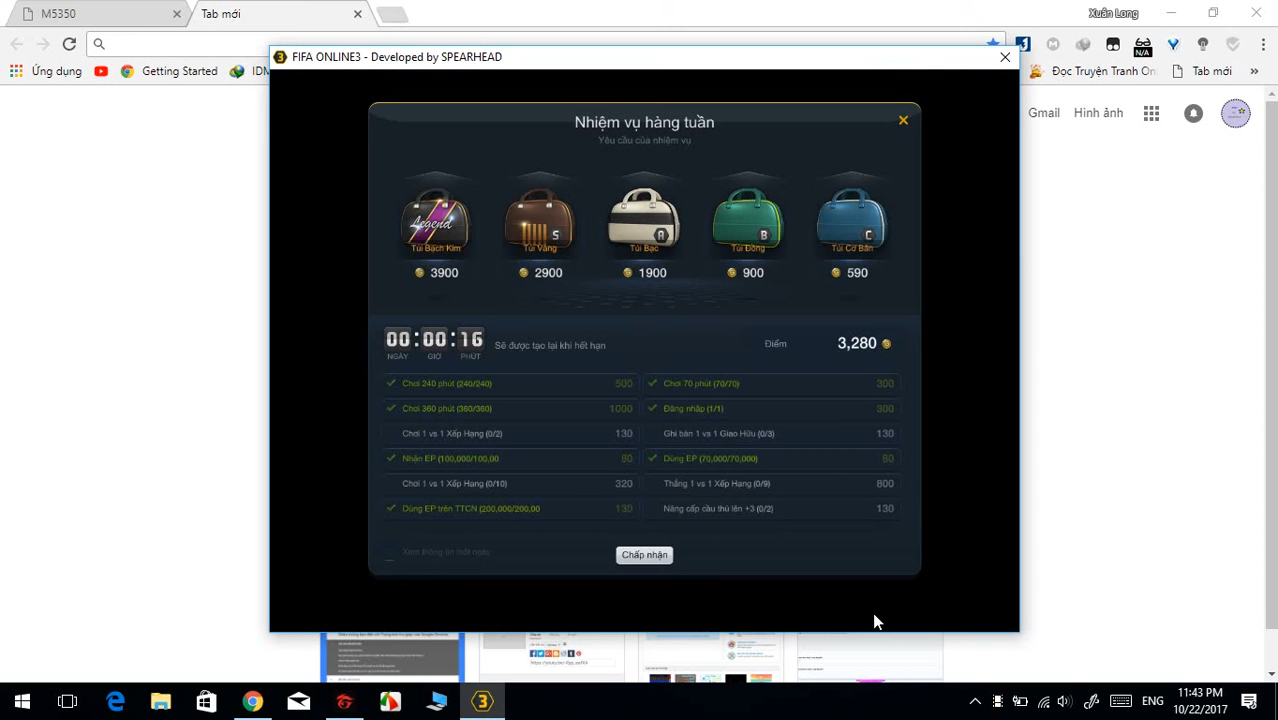 M5350
Tab mới
Xuân Long
Ứng dụng
Getting Started
IDM
N/A
Đọc Truyện Tranh On
Tab mới
FIFA ONLINE3 - Developed by SPEARHEAD
Gmail
Hình ảnh
Nhiệm vụ hàng tuần
Yêu cầu của nhiệm vụ
Legend
S
A
B
C
Túi Bạch Kim
Túi Vàng
Túi Bạc
Túi Đồng
Túi Cơ Bản
3900
2900
1900
900
590
00:00:16
NGÀY GIỜ PHÚT
Sẽ được tạo lại khi hết hạn
Điểm
3,280
Chơi 240 phút (240/240) 500
Chơi 70 phút (70/70) 300
Chơi 360 phút (360/360) 1000
Đăng nhập (1/1) 300
Chơi 1 vs 1 Xếp Hạng (0/2) 130
Ghi bàn 1 vs 1 Giao Hữu (0/3) 130
Nhận EP (100,000/100,00 80
Dùng EP (70,000/70,000) 80
Chơi 1 vs 1 Xếp Hạng (0/10) 320
Thắng 1 vs 1 Xếp Hạng (0/9) 800
Dùng EP trên TTCN (200,000/200,00 130
Nâng cấp cầu thủ lên +3 (0/2) 130
Xem thông tin một ngày
Chấp nhận
3
ENG
11:43 PM
10/22/2017